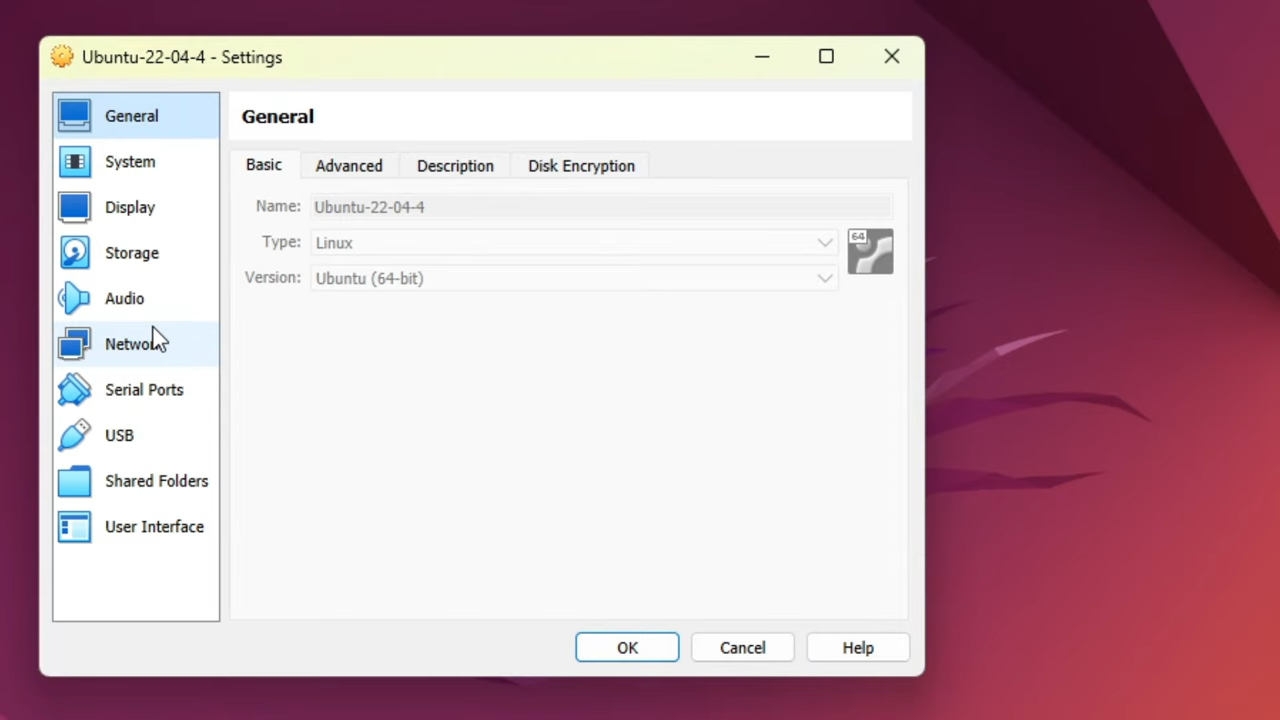 Ubuntu-22-04-4 - Settings
General
System
Display
Storage
Audio
Network
Serial Ports
USB
Shared Folders
User Interface
General
Basic
Advanced
Description
Disk Encryption
Name:
Ubuntu-22-04-4
Type:
Linux
64
Version:
Ubuntu (64-bit)
OK
Cancel
Help